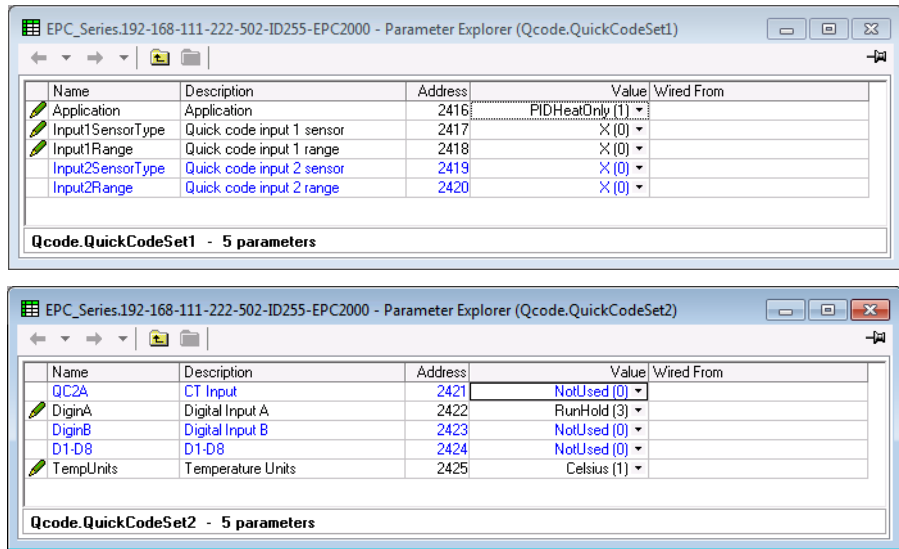 EPC_Series.192-168-111-222-502-ID255-EPC2000 - Parameter Explorer (Qcode.QuickCodeSet1)
Name Description Address Value Wired From
Application Application 2416 PIDHeatOnly (1)
Input1SensorType Quick code input 1 sensor 2417 X (0)
Input1Range Quick code input 1 range 2418 X (0)
Input2SensorType Quick code input 2 sensor 2419 X (0)
Input2Range Quick code input 2 range 2420 X (0)
Qcode.QuickCodeSet1 - 5 parameters
EPC_Series.192-168-111-222-502-ID255-EPC2000 - Parameter Explorer (Qcode.QuickCodeSet2)
Name Description Address Value Wired From
QC2A CT Input 2421 NotUsed (0)
DiginA Digital Input A 2422 RunHold (3)
DiginB Digital Input B 2423 NotUsed (0)
D1-D8 D1-D8 2424 NotUsed (0)
TempUnits Temperature Units 2425 Celsius (1)
Qcode.QuickCodeSet2 - 5 parameters